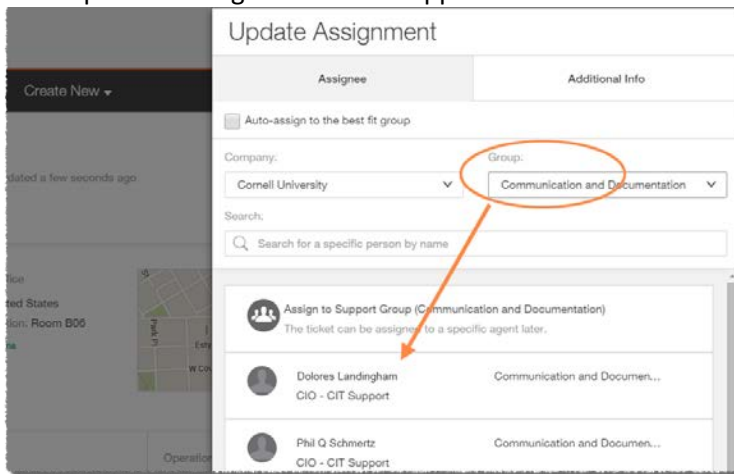 Update Assignment
Assignee
Additional Info
Create New
Auto-assign to the best fit group
Company:
Group:
dated a few seconds ago
Cornell University
Communication and Documentation
Search:
Search for a specific person by name
ted States
Room B06
Park Pl
Assign to Support Group (Communication and Documentation)
The ticket can be assigned to a specific agent later.
Dolores Landingham
Communication and Documen...
CIO - CIT Support
Phil Q Schmertz
Communication and Documen...
CIO - CIT Support